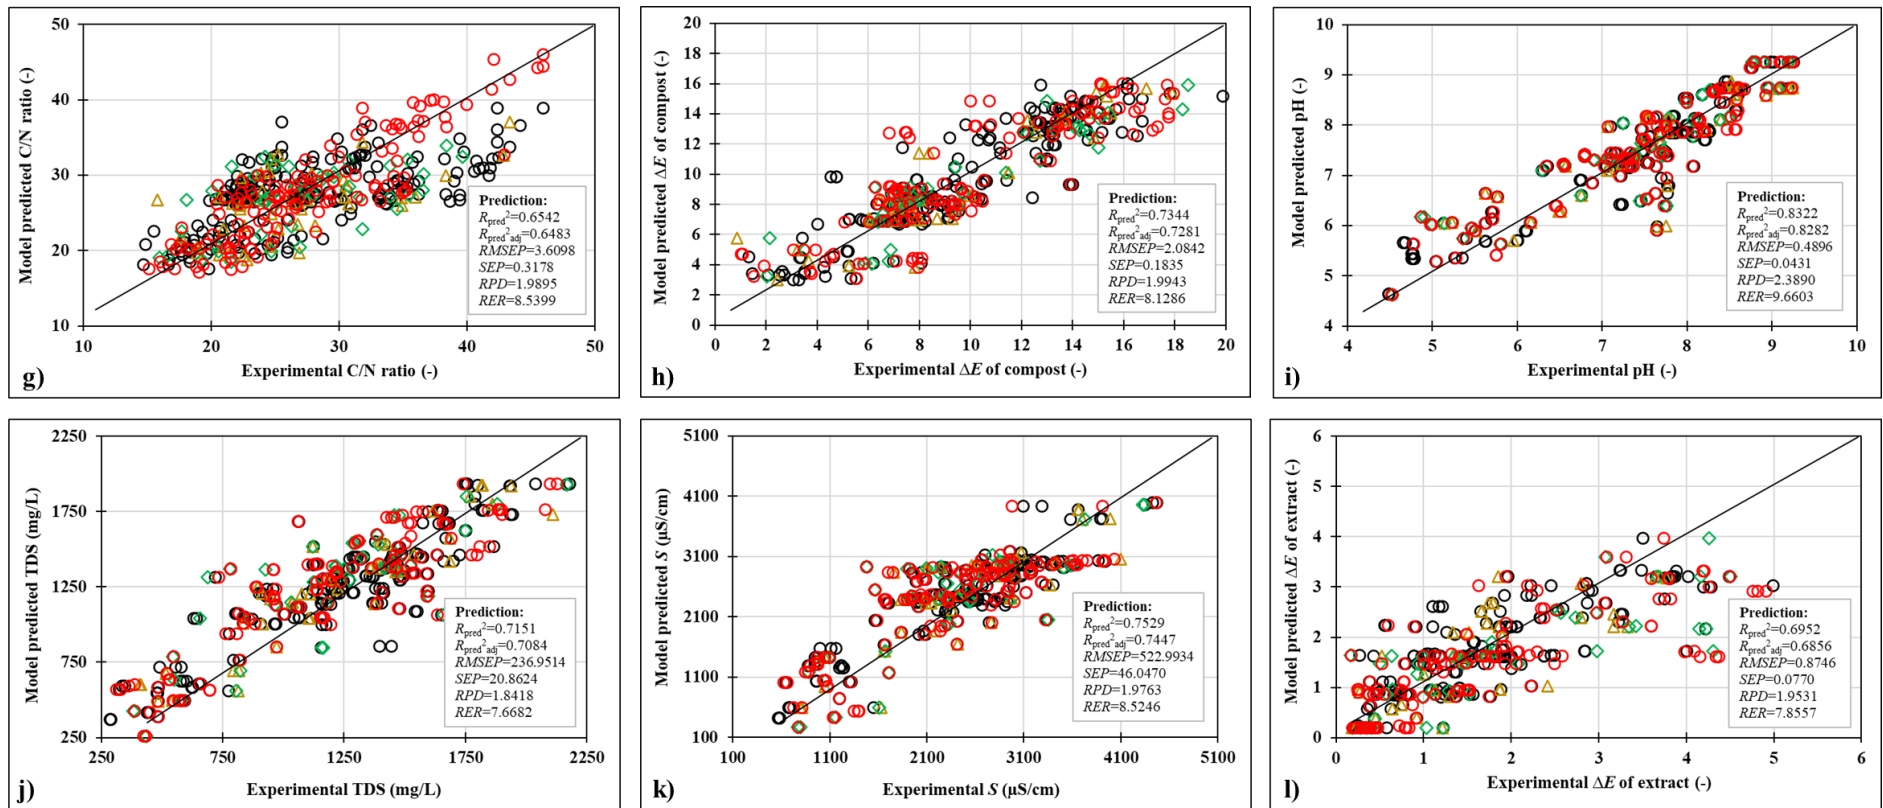 50
40
30
20
10
10 20 30 40 50
Model predicted C/N ratio (-)
Experimental C/N ratio (-)
Prediction:
Rpred²=0.6542
Rpred²adj=0.6483
RMSEP=3.6098
SEP=0.3178
RPD=1.9895
RER=8.5399
g)
20
18
16
14
12
10
8
6
4
2
0
0 2 4 6 8 10 12 14 16 18 20
Model predicted ΔE of compost (-)
Experimental ΔE of compost (-)
Prediction:
Rpred²=0.7344
Rpred²adj=0.7281
RMSEP=2.0842
SEP=0.1835
RPD=1.9943
RER=8.1286
h)
10
9
8
7
6
5
4
4 5 6 7 8 9 10
Model predicted pH (-)
Experimental pH (-)
Prediction:
Rpred²=0.8322
Rpred²adj=0.8282
RMSEP=0.4896
SEP=0.0431
RPD=2.3890
RER=9.6603
i)
2250
1750
1250
750
250
250 750 1250 1750 2250
Model predicted TDS (mg/L)
Experimental TDS (mg/L)
Prediction:
Rpred²=0.7151
Rpred²adj=0.7084
RMSEP=236.9514
SEP=20.8624
RPD=1.8418
RER=7.6682
j)
5100
4100
3100
2100
1100
100
100 1100 2100 3100 4100 5100
Model predicted S (µS/cm)
Experimental S (µS/cm)
Prediction:
Rpred²=0.7529
Rpred²adj=0.7447
RMSEP=522.9934
SEP=46.0470
RPD=1.9763
RER=8.5246
k)
6
5
4
3
2
1
0
0 1 2 3 4 5 6
Model predicted ΔE of extract (-)
Experimental ΔE of extract (-)
Prediction:
Rpred²=0.6952
Rpred²adj=0.6856
RMSEP=0.8746
SEP=0.0770
RPD=1.9531
RER=7.8557
l)